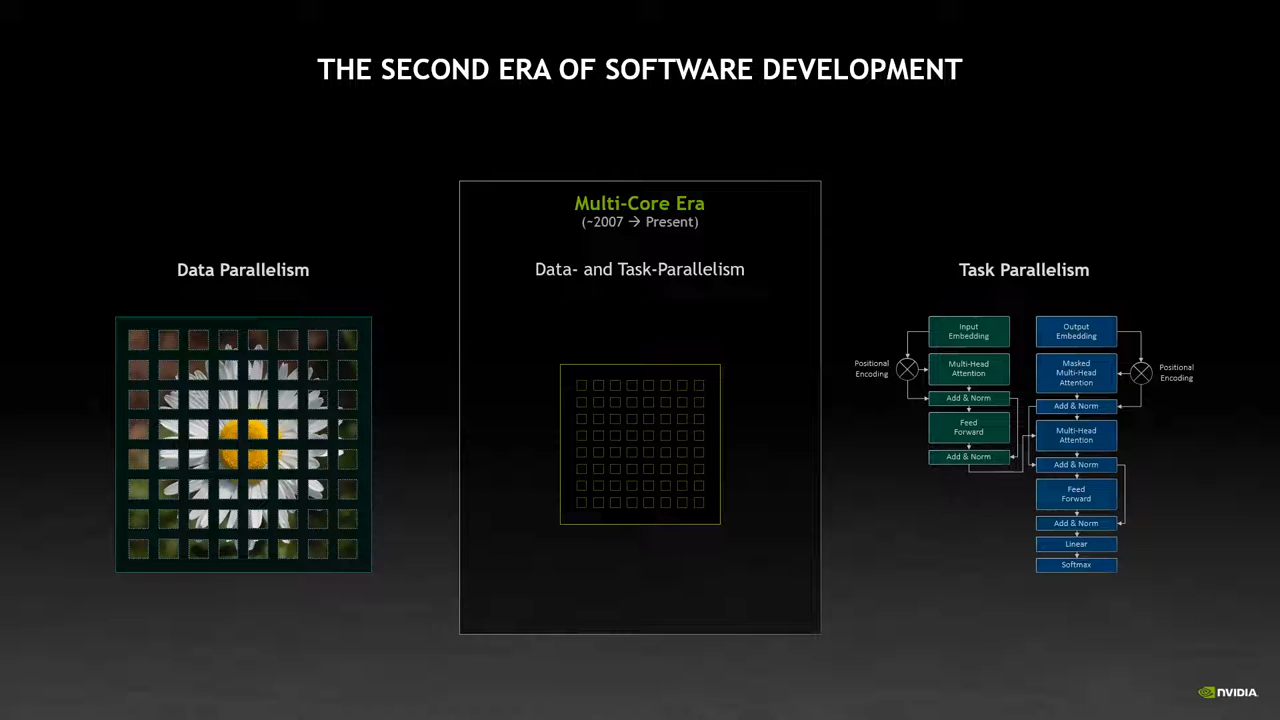 THE SECOND ERA OF SOFTWARE DEVELOPMENT
Multi-Core Era
(~2007 → Present)
Data- and Task-Parallelism
Data Parallelism
Task Parallelism
Input
Embedding
Positional
Encoding
Multi-Head
Attention
Add & Norm
Feed
Forward
Add & Norm
Output
Embedding
Masked
Multi-Head
Attention
Positional
Encoding
Add & Norm
Multi-Head
Attention
Add & Norm
Feed
Forward
Add & Norm
Linear
Softmax
NVIDIA.